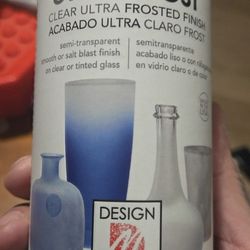 CLEAR ULTRA FROSTED FINISH
ACABADO ULTRA CLARO FROST
semi-transparent
smooth or salt blast finish
on clear or tinted glass
semitransparente
acabado liso o con
en vidrio claro o de color
DESIGN